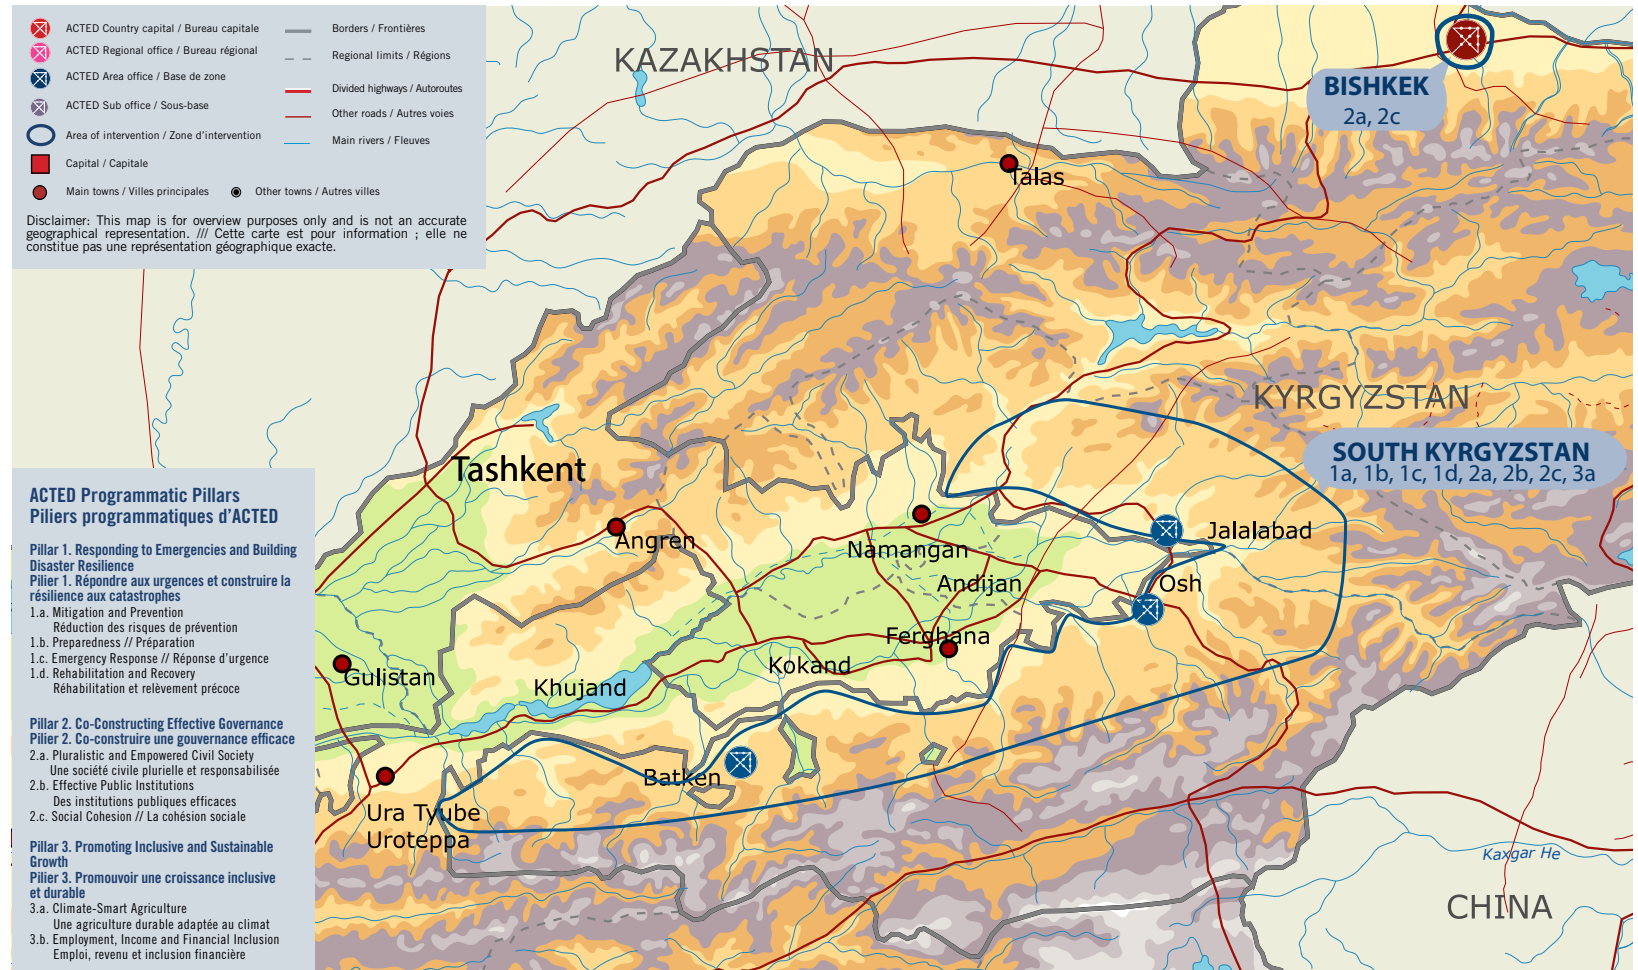 ACTED Country capital / Bureau capitale
ACTED Regional office / Bureau régional
ACTED Area office / Base de zone
ACTED Sub office / Sous-base
Area of intervention / Zone d'intervention
Capital / Capitale
Main towns / Villes principales
Other towns / Autres villes
Borders / Frontières
Regional limits / Régions
Divided highways / Autoroutes
Other roads / Autres voies
Main rivers / Fleuves
Disclaimer: This map is for overview purposes only and is not an accurate
geographical representation. /// Cette carte est pour information ; elle ne
constitue pas une représentation géographique exacte.
KAZAKHSTAN
BISHKEK
2a, 2c
Talas
KYRGYZSTAN
SOUTH KYRGYZSTAN
1a, 1b, 1c, 1d, 2a, 2b, 2c, 3a
Tashkent
Angren
Namangan
Jalalabad
Andijan
Osh
Ferghana
Kokand
Gulistan
Khujand
Batken
Ura Tyube
Uroteppa
Kaxgar He
CHINA
ACTED Programmatic Pillars
Piliers programmatiques d'ACTED
Pillar 1. Responding to Emergencies and Building
Disaster Resilience
Pilier 1. Répondre aux urgences et construire la
résilience aux catastrophes
1.a. Mitigation and Prevention
Réduction des risques de prévention
1.b. Preparedness // Préparation
1.c. Emergency Response // Réponse d'urgence
1.d. Rehabilitation and Recovery
Réhabilitation et relèvement précoce
Pillar 2. Co-Constructing Effective Governance
Pilier 2. Co-construire une gouvernance efficace
2.a. Pluralistic and Empowered Civil Society
Une société civile plurielle et responsabilisée
2.b. Effective Public Institutions
Des institutions publiques efficaces
2.c. Social Cohesion // La cohésion sociale
Pillar 3. Promoting Inclusive and Sustainable
Growth
Pilier 3. Promouvoir une croissance inclusive
et durable
3.a. Climate-Smart Agriculture
Une agriculture durable adaptée au climat
3.b. Employment, Income and Financial Inclusion
Emploi, revenu et inclusion financière